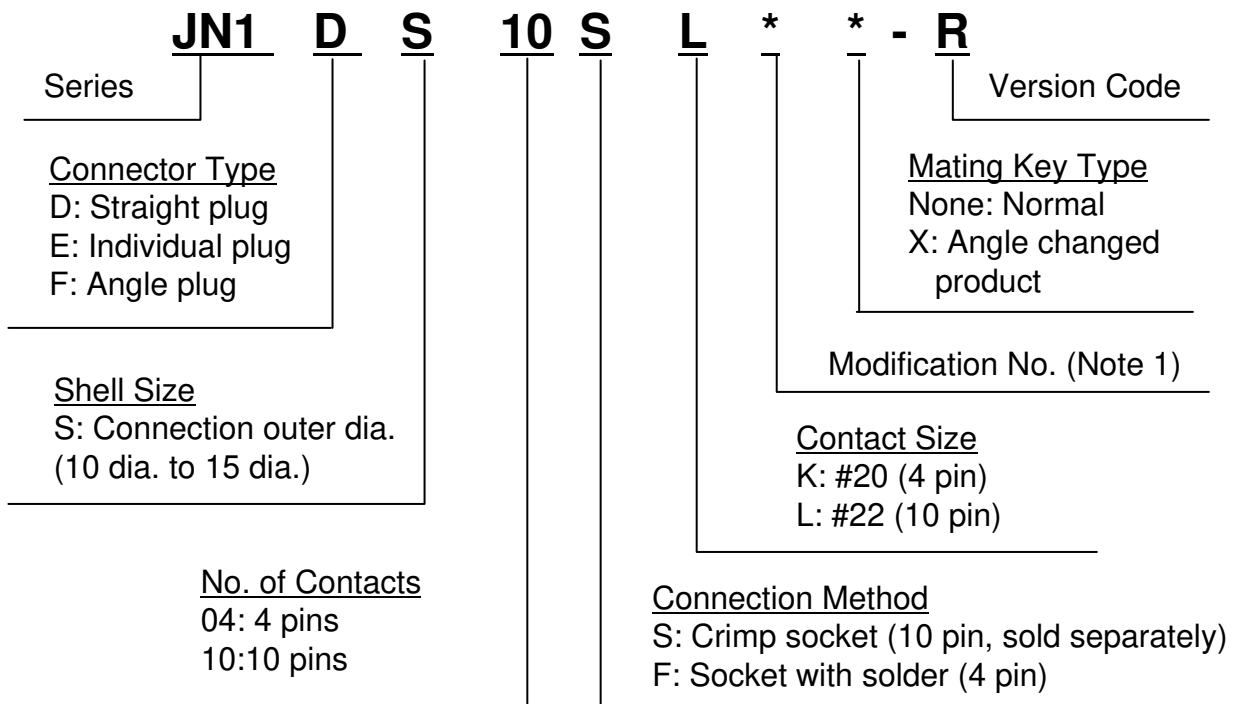 JN1 D S 10 S L * * - R
Series
Version Code
Connector Type
D: Straight plug
E: Individual plug
F: Angle plug
Mating Key Type
None: Normal
X: Angle changed
product
Modification No. (Note 1)
Shell Size
S: Connection outer dia.
(10 dia. to 15 dia.)
Contact Size
K: #20 (4 pin)
L: #22 (10 pin)
No. of Contacts
04: 4 pins
10:10 pins
Connection Method
S: Crimp socket (10 pin, sold separately)
F: Socket with solder (4 pin)